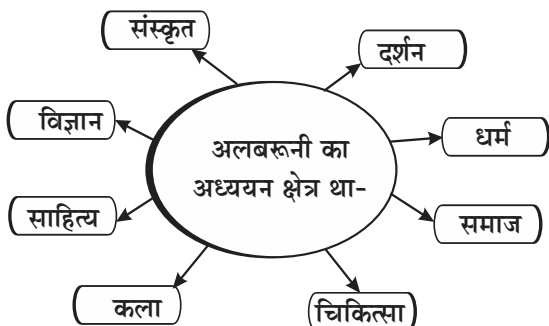 संस्कृत
दर्शन
विज्ञान
धर्म
अलबरूनी का
अध्ययन क्षेत्र था-
साहित्य
समाज
कला
चिकित्सा